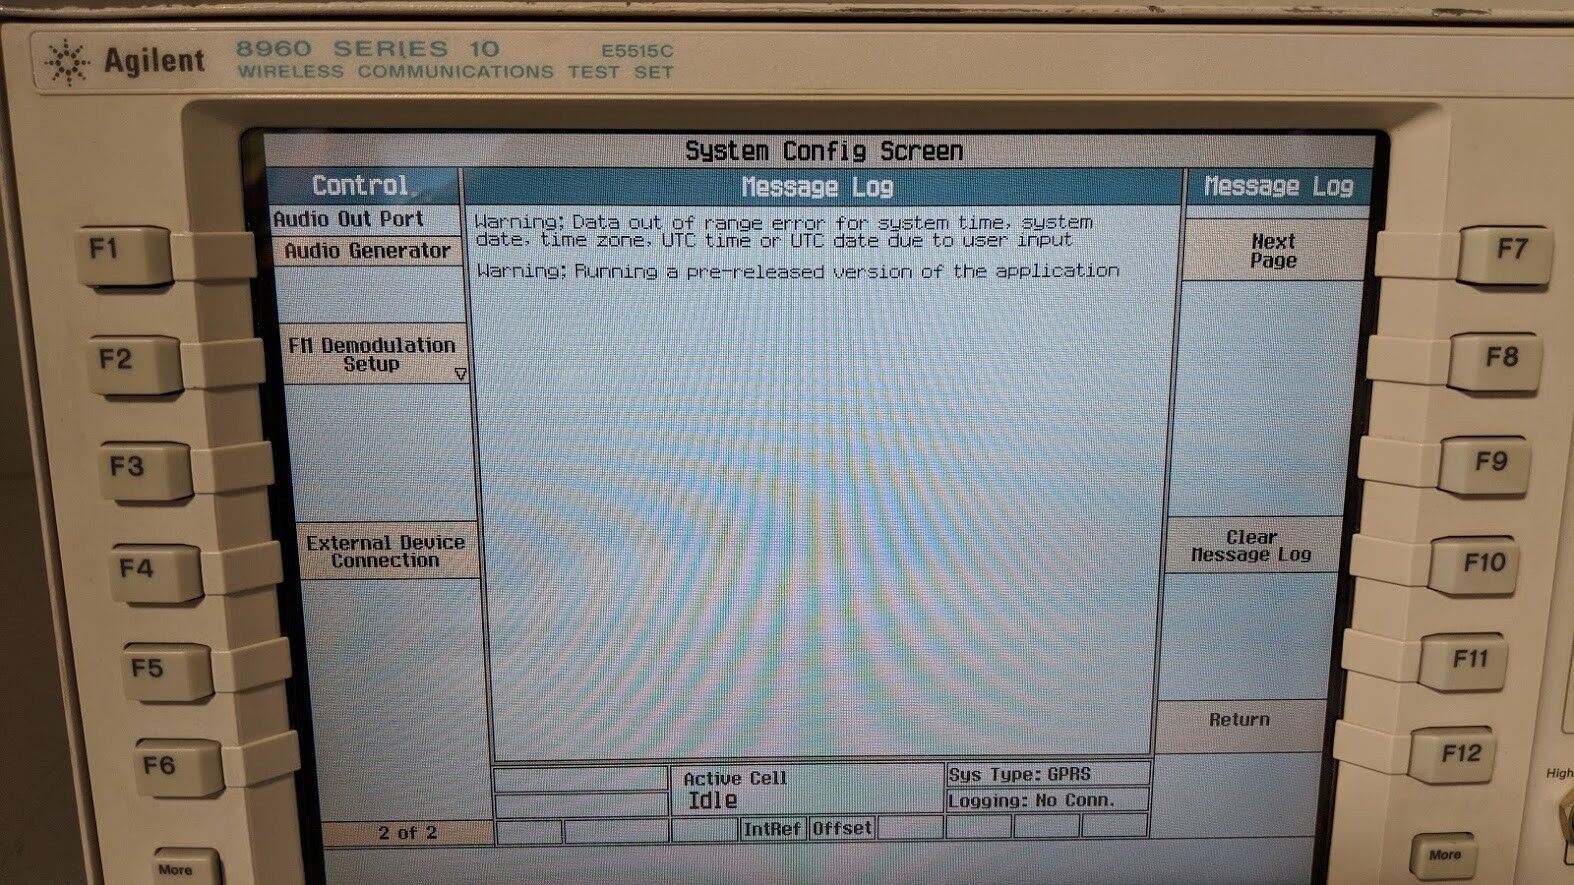 Agilent
8960 SERIES 10
E5515C
WIRELESS COMMUNICATIONS TEST SET
System Config Screen
Control
Message Log
Message Log
Audio Out Port
Audio Generator
FM Demodulation
Setup
External Device
Connection
2 of 2
Warning: Data out of range error for system time, system
date, time zone, UTC time or UTC date due to user input
Warning: Running a pre-released version of the application
Next
Page
Clear
Message Log
Return
Active Cell
Idle
Sys Type: GPRS
Logging: No Conn.
IntRef
Offset
F1
F2
F3
F4
F5
F6
More
F7
F8
F9
F10
F11
F12
More
High